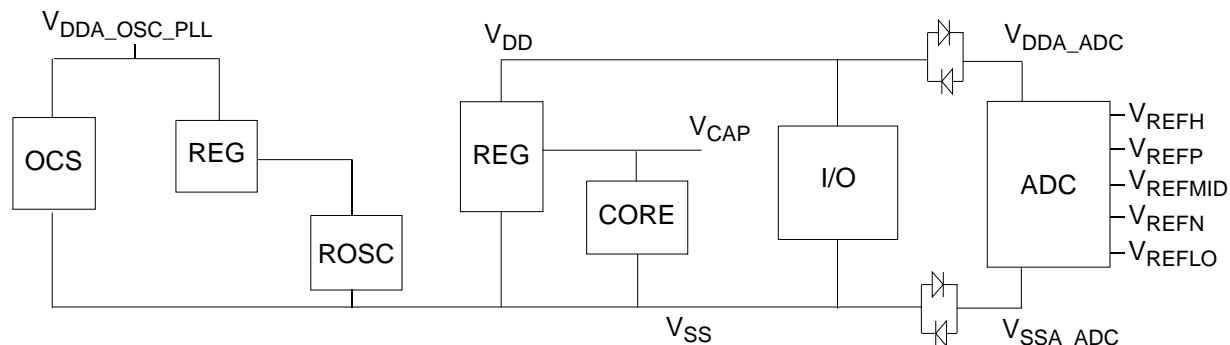 VDDA_OSC_PLL
VDD
VDDA_ADC
OCS
REG
REG
VCAP
I/O
ADC
VREFH
VREFP
VREFMID
VREFN
VREFLO
CORE
ROSC
VSS
VSSA_ADC